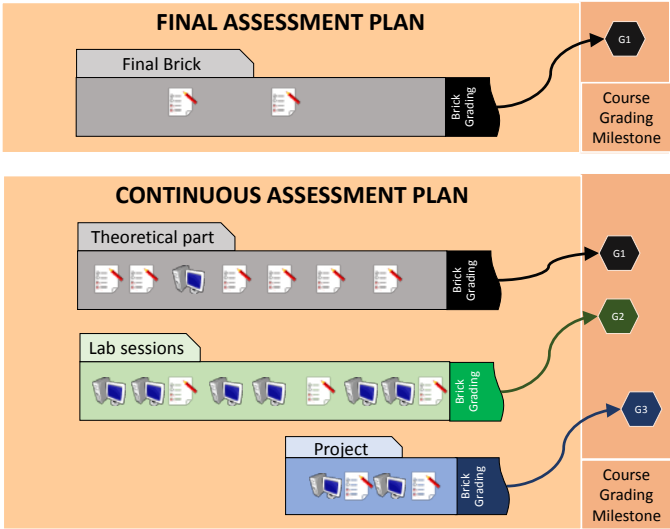 FINAL ASSESSMENT PLAN
G1
Final Brick
Brick
Grading
Course
Grading
Milestone
CONTINUOUS ASSESSMENT PLAN
Theoretical part
Brick
Grading
G1
G2
Lab sessions
Brick
Grading
G3
Project
Brick
Grading
Course
Grading
Milestone